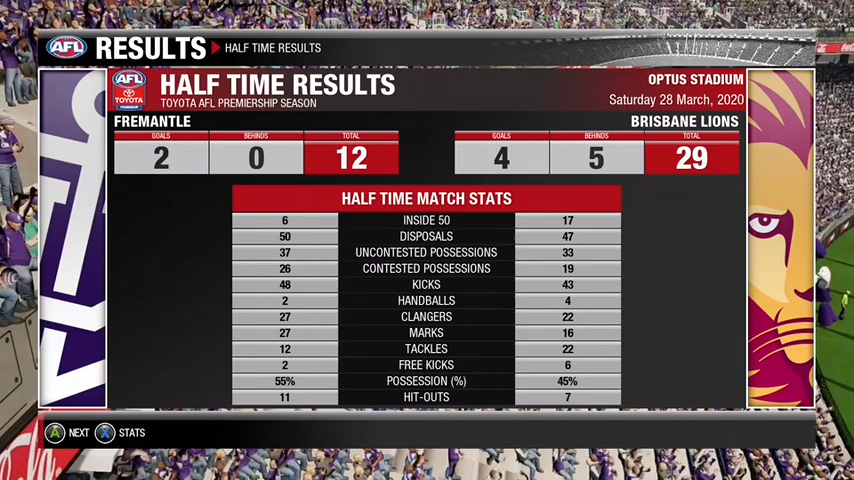 AFL RESULTS HALF TIME RESULTS
AFL
TOYOTA
PREMIERSHIP
HALF TIME RESULTS
TOYOTA AFL PREMIERSHIP SEASON
OPTUS STADIUM
Saturday 28 March, 2020
FREMANTLE BRISBANE LIONS
GOALS BEHINDS TOTAL GOALS BEHINDS TOTAL
2 0 12 4 5 29
HALF TIME MATCH STATS
6 INSIDE 50 17
50 DISPOSALS 47
37 UNCONTESTED POSSESSIONS 33
26 CONTESTED POSSESSIONS 19
48 KICKS 43
2 HANDBALLS 4
27 CLANGERS 22
27 MARKS 16
12 TACKLES 22
2 FREE KICKS 6
55% POSSESSION (%) 45%
11 HIT-OUTS 7
A NEXT X STATS